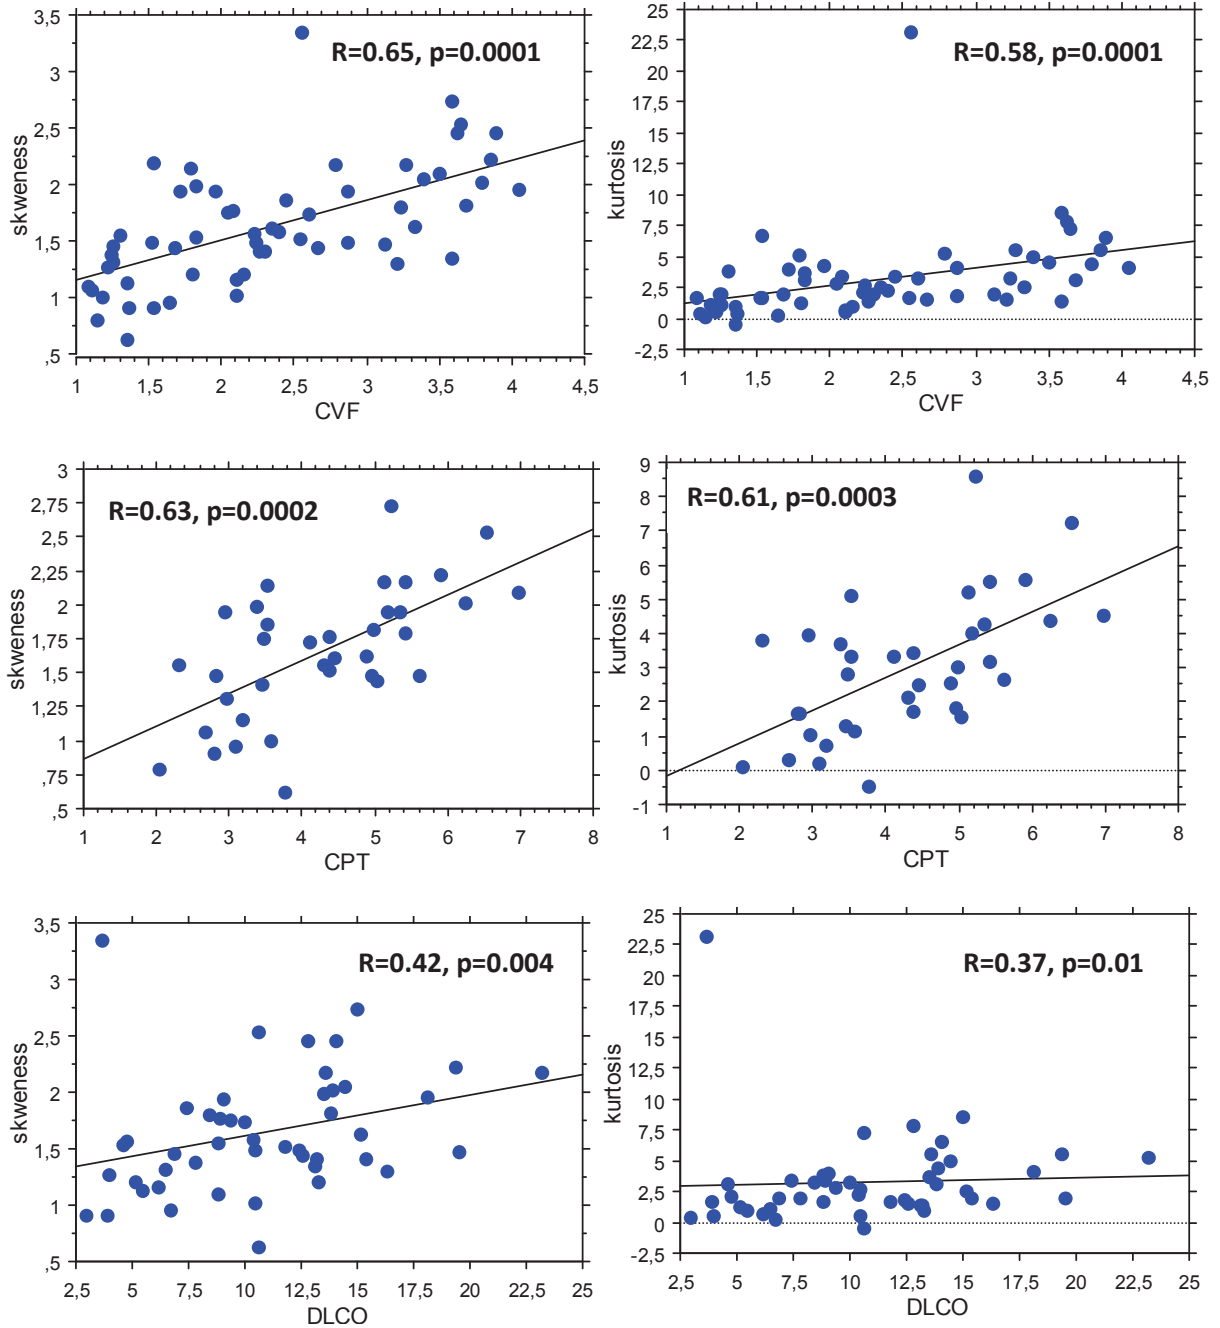 3,5
3
2,5
2
1,5
1
,5
skweness
R=0.65, p=0.0001
1 1,5 2 2,5 3 3,5 4 4,5
CVF
25
22,5
20
17,5
15
12,5
10
7,5
5
2,5
0
-2,5
kurtosis
R=0.58, p=0.0001
1 1,5 2 2,5 3 3,5 4 4,5
CVF
3
2,75
2,5
2,25
2
1,75
1,5
1,25
1
,75
,5
skweness
R=0.63, p=0.0002
1 2 3 4 5 6 7 8
CPT
9
8
7
6
5
4
3
2
1
0
-1
kurtosis
R=0.61, p=0.0003
1 2 3 4 5 6 7 8
CPT
3,5
3
2,5
2
1,5
1
,5
skweness
R=0.42, p=0.004
2,5 5 7,5 10 12,5 15 17,5 20 22,5 25
DLCO
25
22,5
20
17,5
15
12,5
10
7,5
5
2,5
0
-2,5
kurtosis
R=0.37, p=0.01
2,5 5 7,5 10 12,5 15 17,5 20 22,5 25
DLCO